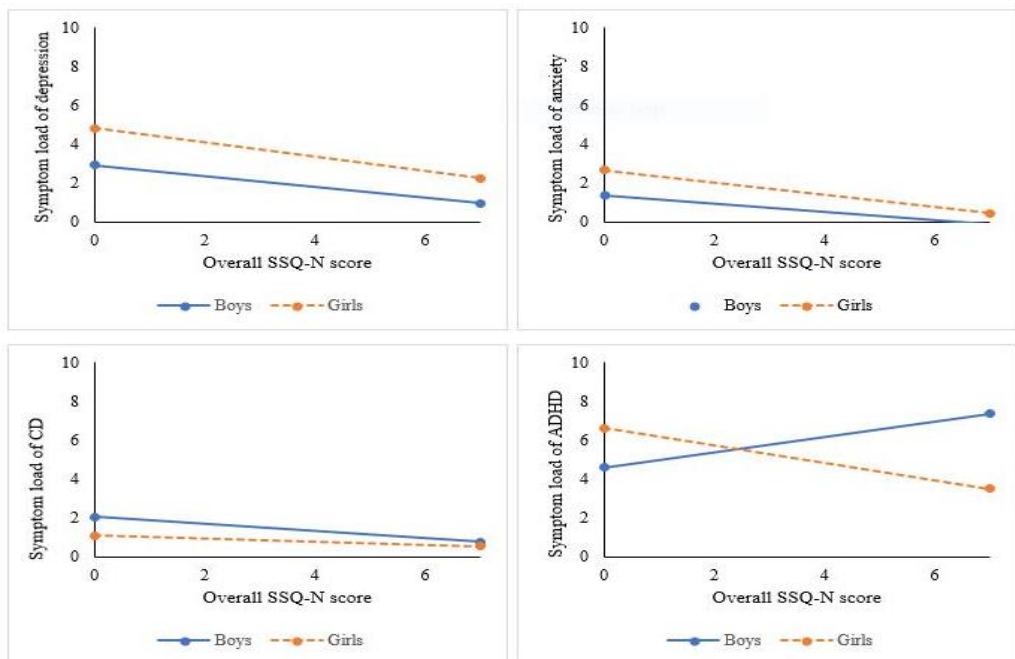 Symptom load of depression
10
8
6
4
2
0
0 2 4 6
Overall SSQ-N score
Boys Girls
Symptom load of anxiety
10
8
6
4
2
0
0 2 4 6
Overall SSQ-N score
Boys Girls
Symptom load of CD
10
8
6
4
2
0
0 2 4 6
Overall SSQ-N score
Boys Girls
Symptom load of ADHD
10
8
6
4
2
0
0 2 4 6
Overall SSQ-N score
Boys Girls